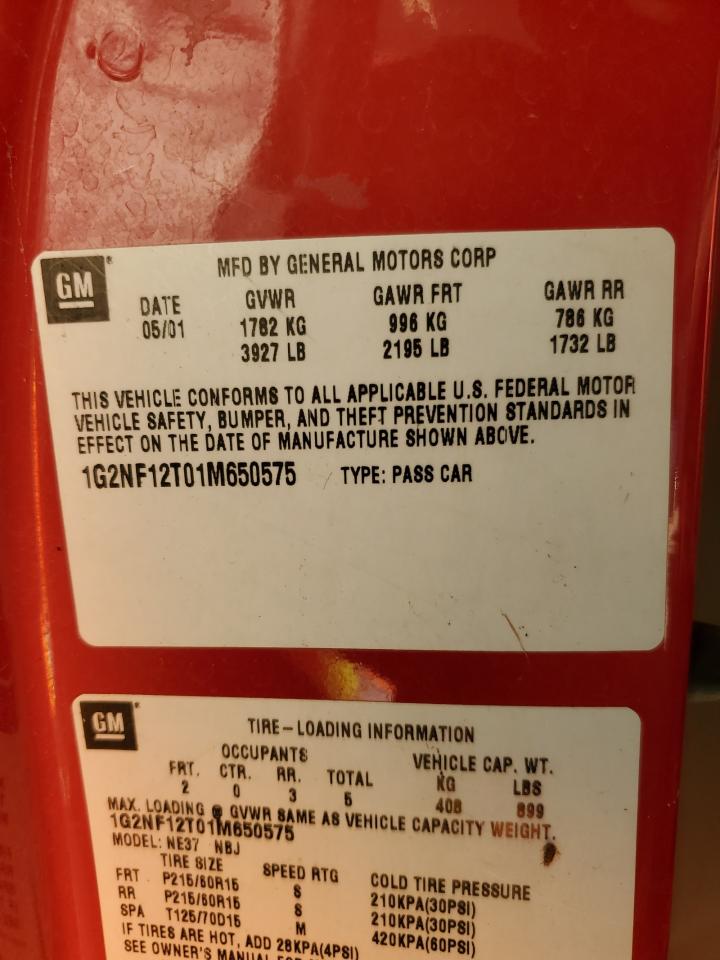 GM
MFD BY GENERAL MOTORS CORP
DATE GVWR GAWR FRT GAWR RR
05/01 1782 KG 996 KG 786 KG
3927 LB 2195 LB 1732 LB
THIS VEHICLE CONFORMS TO ALL APPLICABLE U.S. FEDERAL MOTOR
VEHICLE SAFETY, BUMPER, AND THEFT PREVENTION STANDARDS IN
EFFECT ON THE DATE OF MANUFACTURE SHOWN ABOVE.
1G2NF12T01M650575 TYPE: PASS CAR
GM
TIRE-LOADING INFORMATION
OCCUPANTS VEHICLE CAP. WT.
FRT. CTR. RR. TOTAL KG LBS
2 0 3 5 408 899
MAX. LOADING @ GVWR SAME AS VEHICLE CAPACITY WEIGHT.
1G2NF12T01M650575
MODEL: NE37 NBJ
TIRE SIZE SPEED RTG COLD TIRE PRESSURE
FRT P215/60R15 S 210KPA(30PSI)
RR P215/60R15 S 210KPA(30PSI)
SPA T125/70D15 M 420KPA(60PSI)
IF TIRES ARE HOT, ADD 28KPA(4PSI)
SEE OWNER'S MANUAL FOR